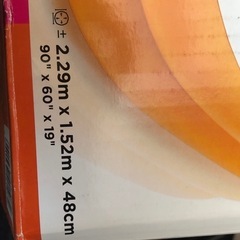 ± 2.29m x 1.52m x 48cm
90" x 60" x 19"